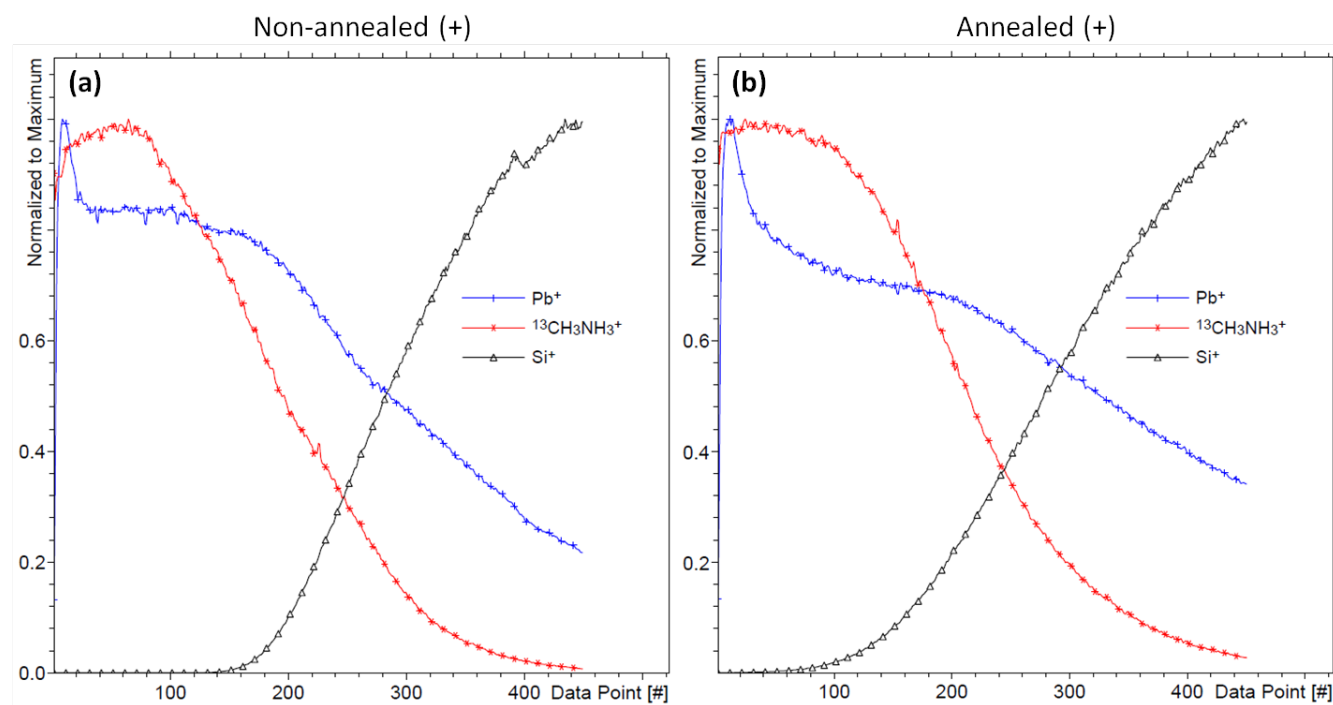 Non-annealed (+)
Annealed (+)
(a)
Normalized to Maximum
Pb⁺
¹³CH3NH₃⁺
Si⁺
0.6
0.4
0.2
0.0
100
200
300
400
Data Point [#]
(b)
Normalized to Maximum
Pb⁺
¹³CH3NH₃⁺
Si⁺
0.6
0.4
0.2
100
200
300
400
Data Point [#]